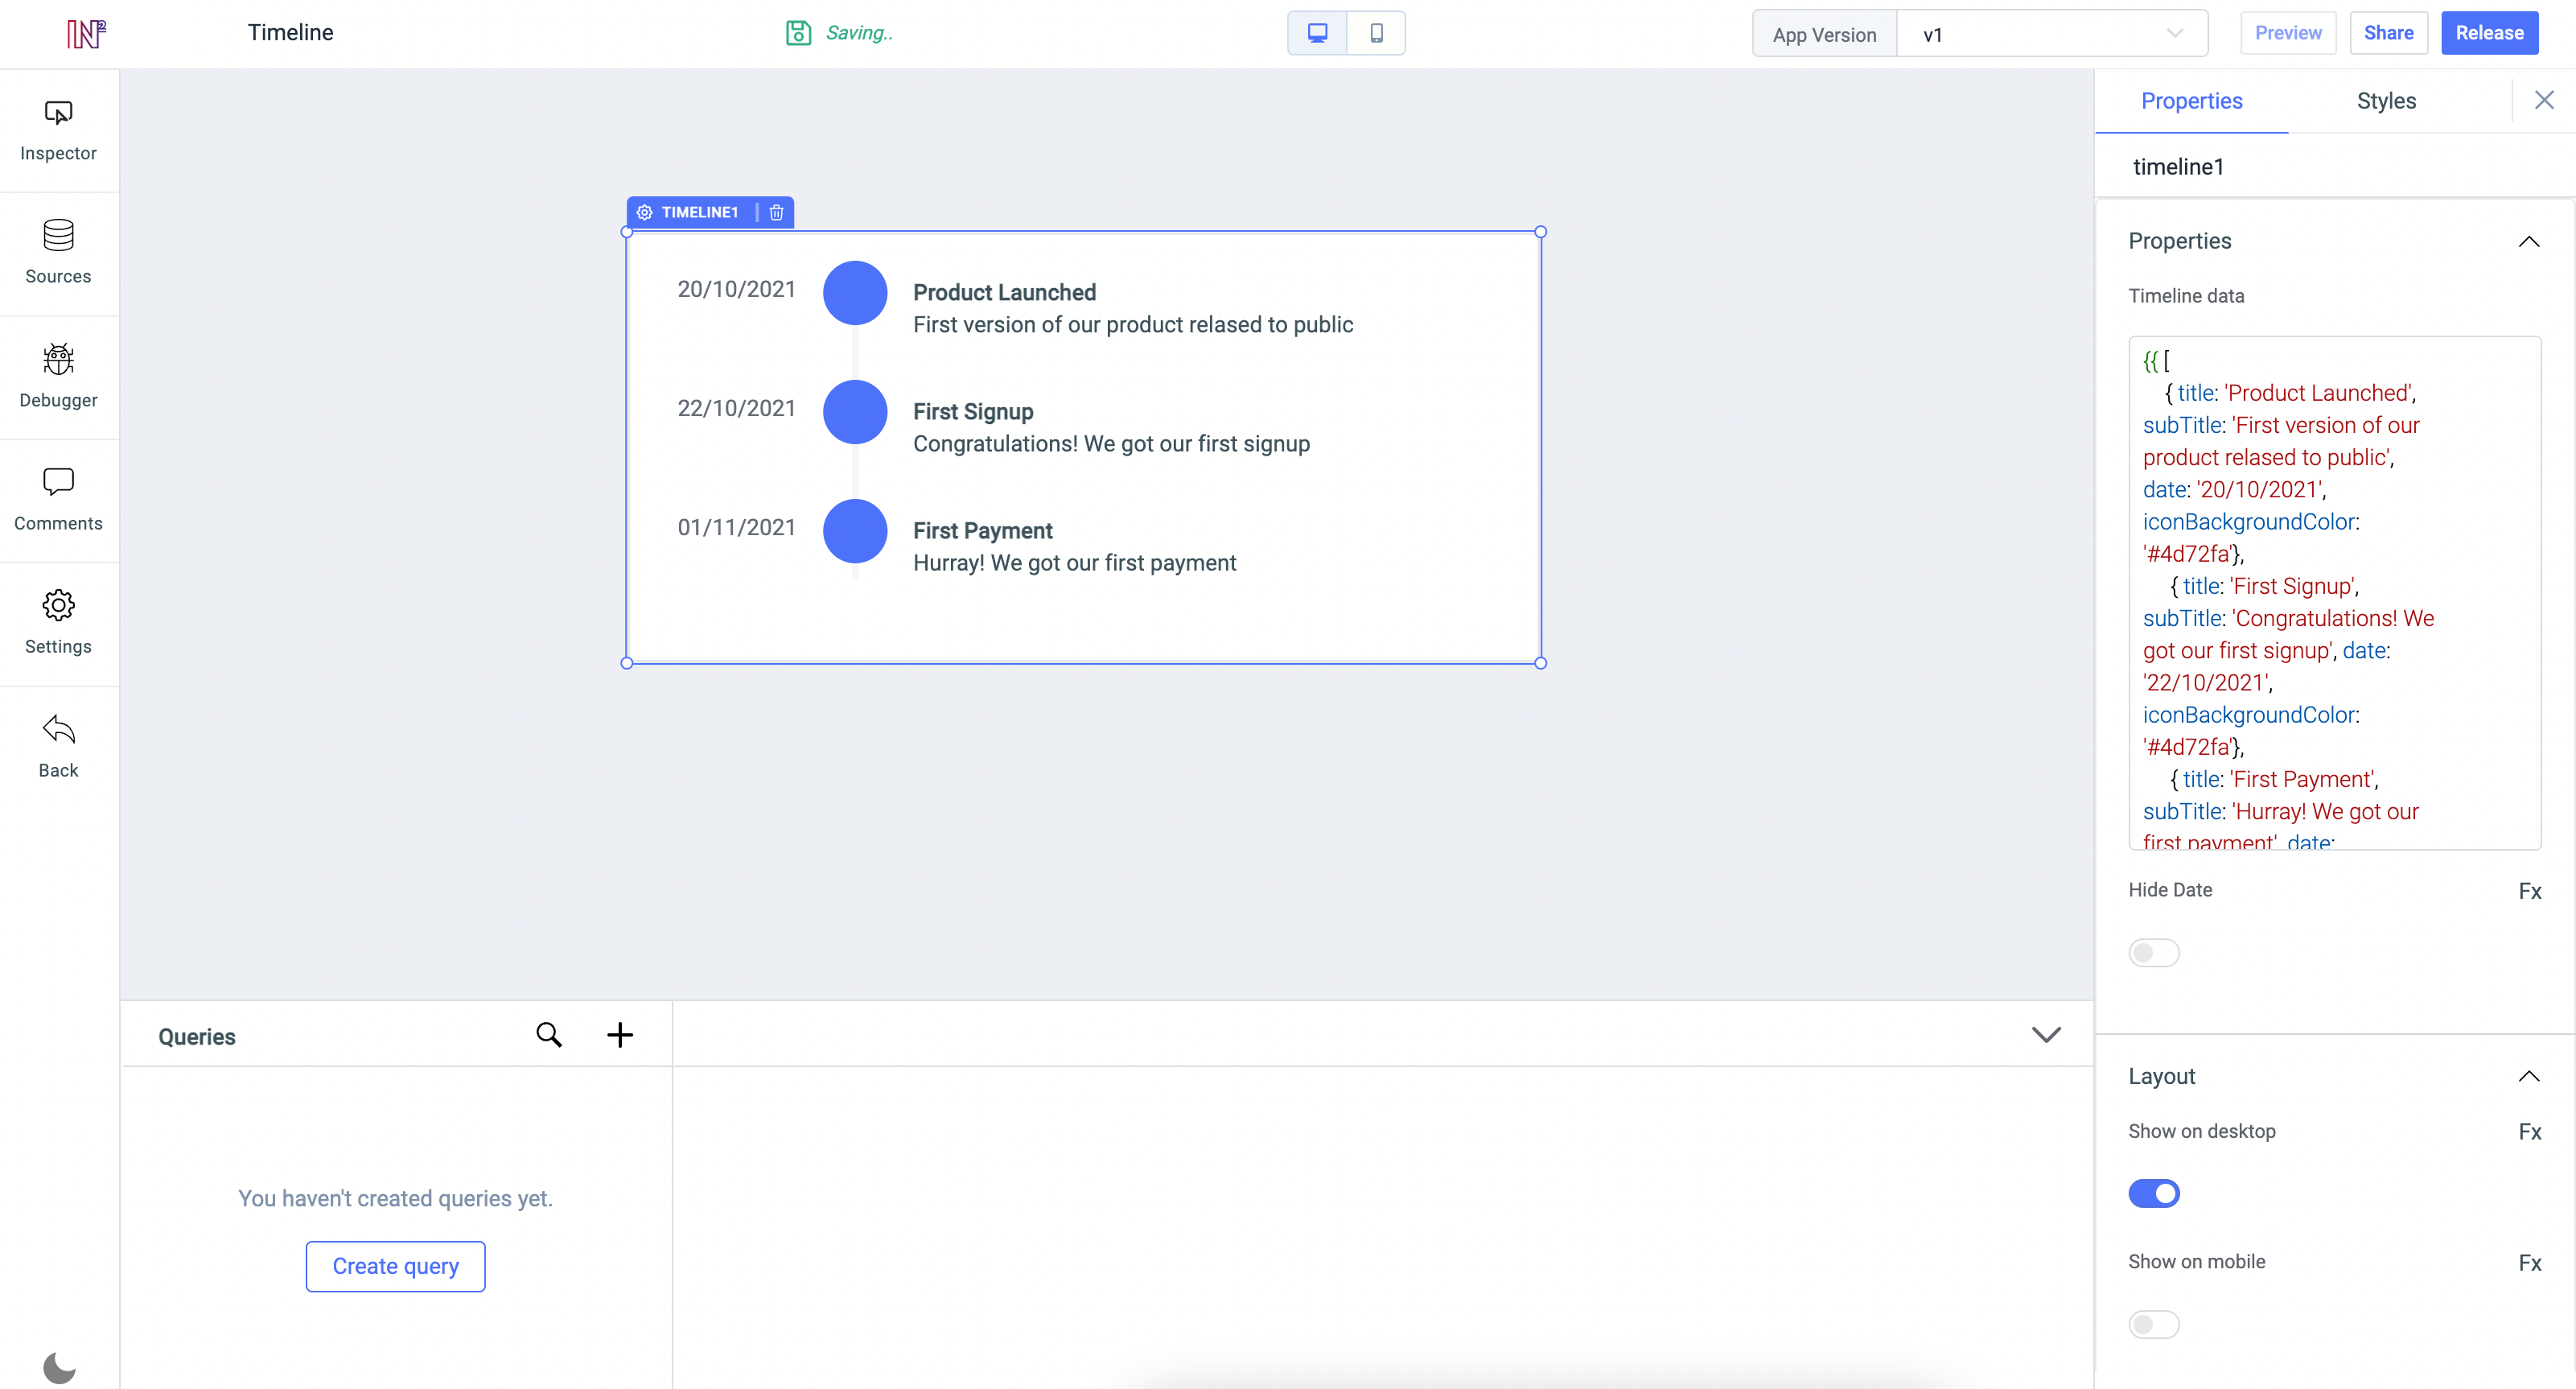 IN²
Timeline
Saving..
App Version
v1
Preview
Share
Release
Inspector
Sources
Debugger
Comments
Settings
Back
TIMELINE1
20/10/2021
Product Launched
First version of our product relased to public
22/10/2021
First Signup
Congratulations! We got our first signup
01/11/2021
First Payment
Hurray! We got our first payment
Queries
You haven't created queries yet.
Create query
Properties
Styles
timeline1
Properties
Timeline data
{{ [
{ title: 'Product Launched',
subTitle: 'First version of our
product relased to public',
date: '20/10/2021',
iconBackgroundColor:
'#4d72fa'},
{ title: 'First Signup',
subTitle: 'Congratulations! We
got our first signup', date:
'22/10/2021',
iconBackgroundColor:
'#4d72fa'},
{ title: 'First Payment',
subTitle: 'Hurray! We got our
first payment', date:
Hide Date
Fx
Layout
Show on desktop
Fx
Show on mobile
Fx